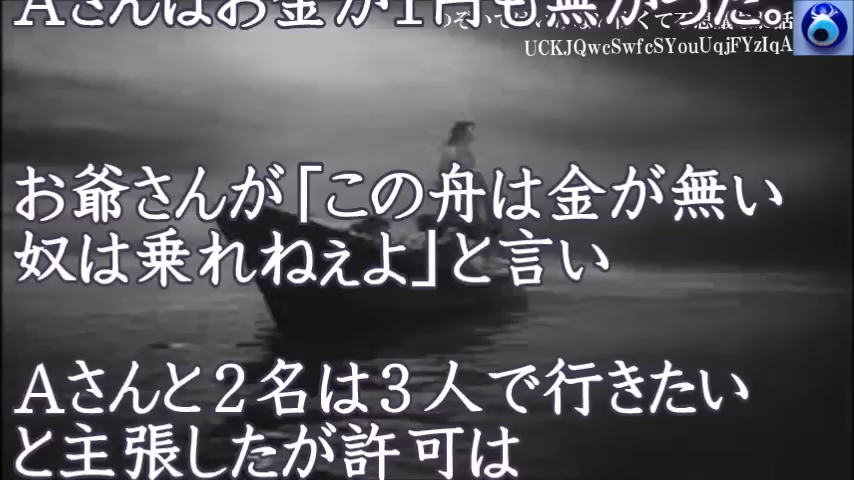 Aさんはお金が1円も無かった。
UCKJQwcSwfcSYouUqjFYzIqA
お爺さんが「この舟は金が無い
奴は乗れねぇよ」と言い
Aさんと２名は３人で行きたい
と主張したが許可は